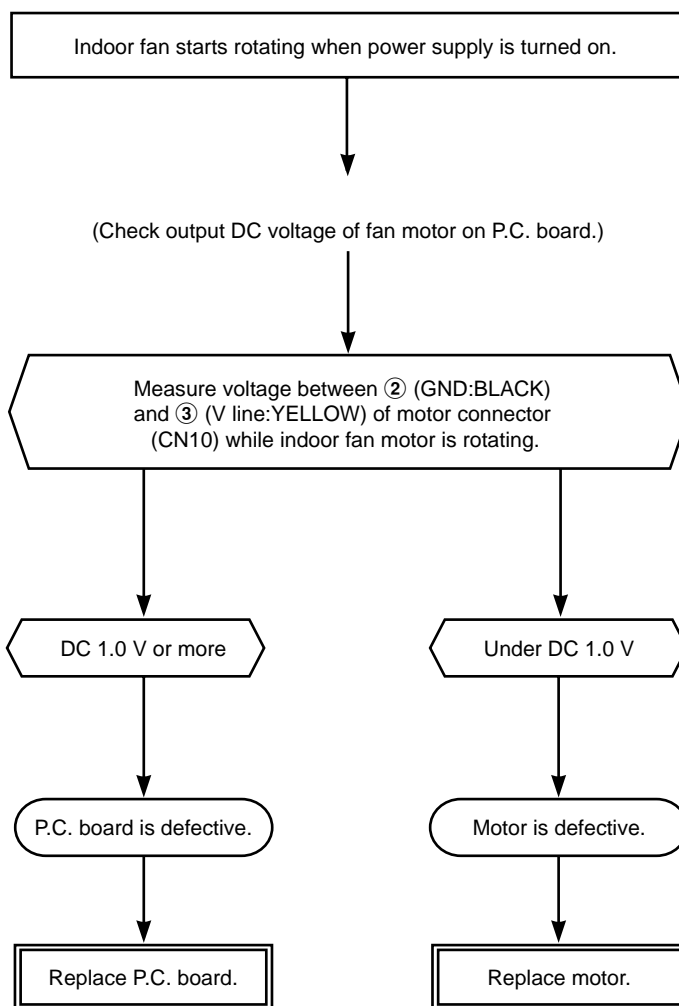 Indoor fan starts rotating when power supply is turned on.
(Check output DC voltage of fan motor on P.C. board.)
Measure voltage between ② (GND:BLACK)
and ③ (V line:YELLOW) of motor connector
(CN10) while indoor fan motor is rotating.
DC 1.0 V or more
Under DC 1.0 V
P.C. board is defective.
Motor is defective.
Replace P.C. board.
Replace motor.